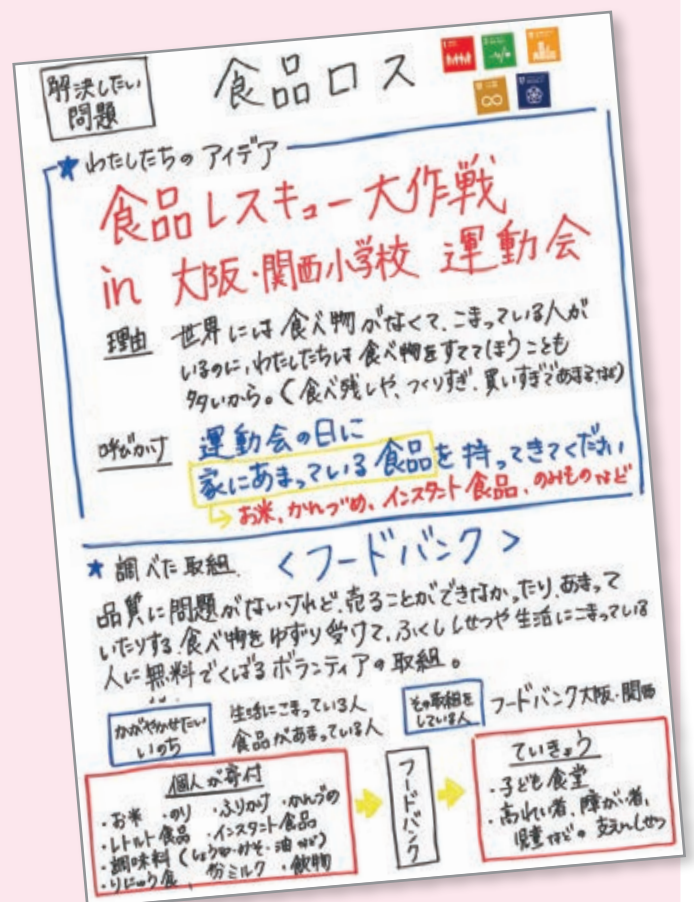 解決したい
問題
食品ロス
★わたしたちの アイデア
食品レスキュー大作戦
in 大阪・関西小学校 運動会
理由 世界には食べ物がなくて、こまっている人が
いるのに、わたしたちは食べ物をすててしまうことも
多いから。(食べ残しや、つくりすぎ、買いすぎであまるなど)
呼びかけ 運動会の日に
家にあまっている食品を持ってきてください
→お米、かんづめ、インスタント食品、のみものなど
★調べた取組 <フードバンク>
品質に問題がないけれど、売ることができなかったり、あまって
いたりする食べ物をゆずり受けて、ふくししせつや生活にこまっている
人に無料でくばるボランティアの取組。
かがやかせたい
いのち
生活にこまっている人
食品があまっている人
その取組を
している人
フードバンク大阪・関西
個人が寄付
・お米 ・のり ・ふりかけ ・かんづめ
・レトルト食品 ・インスタント食品
・調味料(しょうゆ・みそ・油など)
・りにゅう食、粉ミルク ・飲物
フードバンク
ていきょう
・子ども食堂
・高れい者、障がい者、
児童などの支えんしせつ